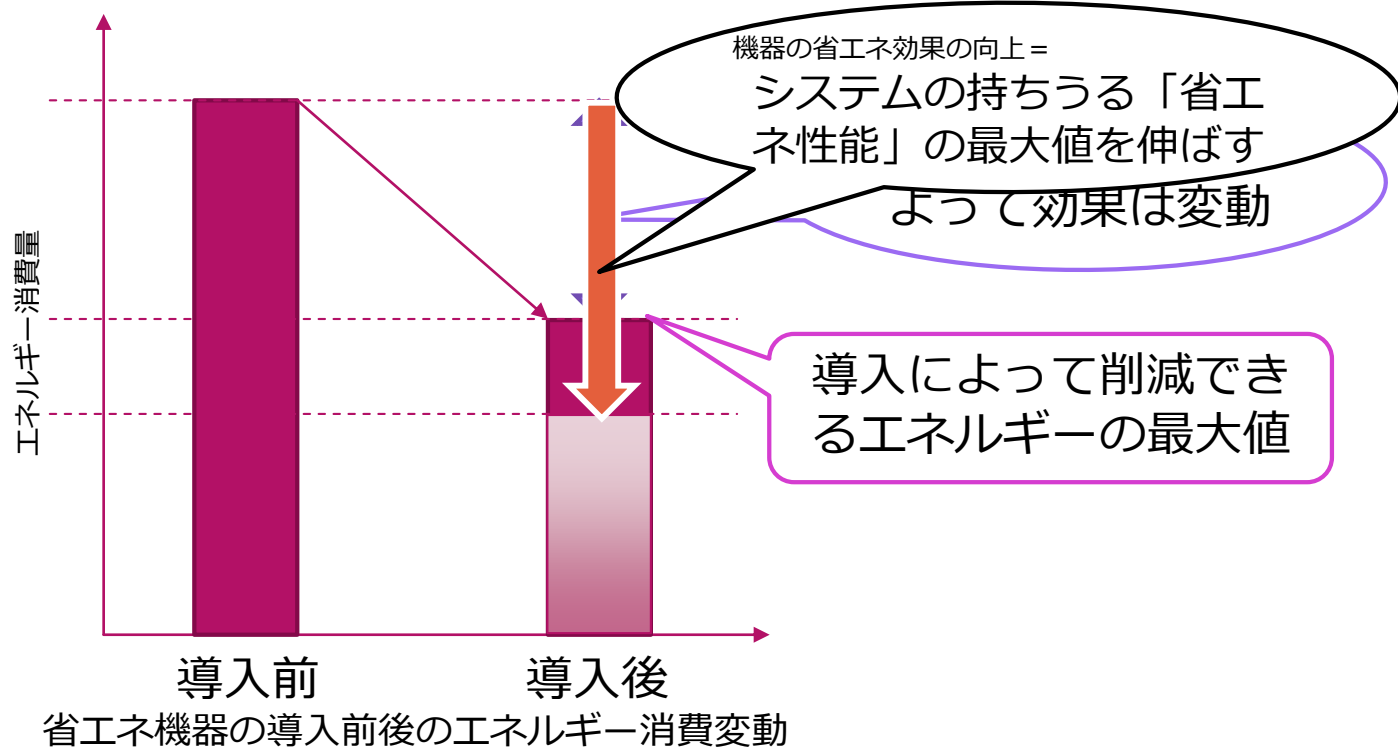 機器の省エネ効果の向上＝
システムの持ちうる「省エ
ネ性能」の最大値を伸ばす
よって効果は変動
導入によって削減でき
るエネルギーの最大値
エネルギー消費量
導入前
導入後
省エネ機器の導入前後のエネルギー消費変動